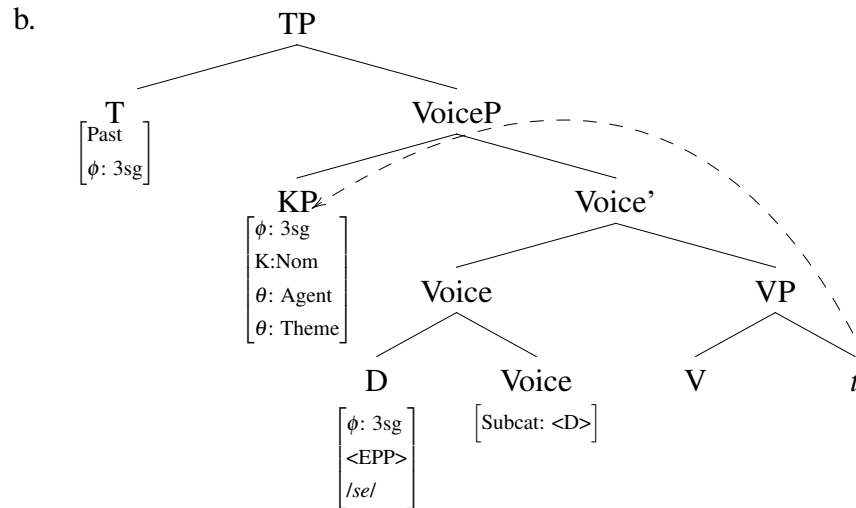 b.
TP
T
VoiceP
[Past
ϕ: 3sg]
KP
Voice’
[ϕ: 3sg
K:Nom
θ: Agent
θ: Theme]
Voice
VP
D
Voice
V
t
[ϕ: 3sg
<EPP>
/se/]
[Subcat: <D>]